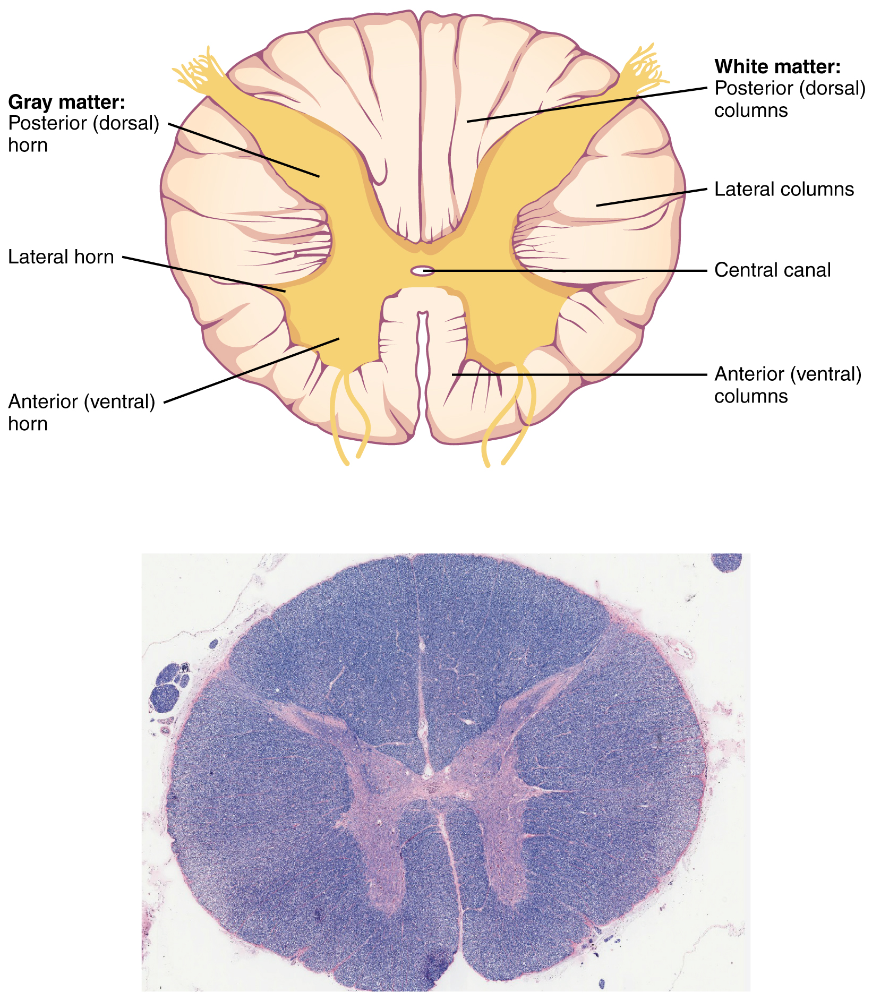 Gray matter:
Posterior (dorsal)
horn
Lateral horn
Anterior (ventral)
horn
White matter:
Posterior (dorsal)
columns
Lateral columns
Central canal
Anterior (ventral)
columns